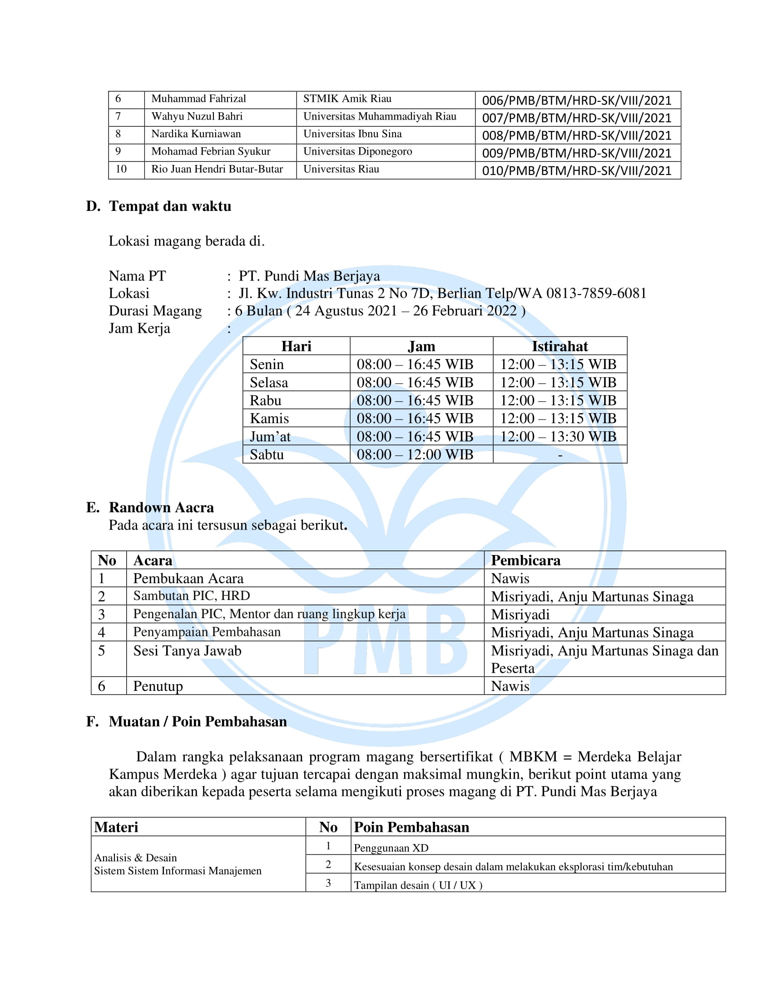 6 Muhammad Fahrizal STMIK Amik Riau 006/PMB/BTM/HRD-SK/VIII/2021
7 Wahyu Nuzul Bahri Universitas Muhammadiyah Riau 007/PMB/BTM/HRD-SK/VIII/2021
8 Nardika Kurniawan Universitas Ibnu Sina 008/PMB/BTM/HRD-SK/VIII/2021
9 Mohamad Febrian Syukur Universitas Diponegoro 009/PMB/BTM/HRD-SK/VIII/2021
10 Rio Juan Hendri Butar-Butar Universitas Riau 010/PMB/BTM/HRD-SK/VIII/2021
D. Tempat dan waktu
Lokasi magang berada di.
Nama PT : PT. Pundi Mas Berjaya
Lokasi : Jl. Kw. Industri Tunas 2 No 7D, Berlian Telp/WA 0813-7859-6081
Durasi Magang : 6 Bulan ( 24 Agustus 2021 – 26 Februari 2022 )
Jam Kerja :
Hari Jam Istirahat
Senin 08:00 – 16:45 WIB 12:00 – 13:15 WIB
Selasa 08:00 – 16:45 WIB 12:00 – 13:15 WIB
Rabu 08:00 – 16:45 WIB 12:00 – 13:15 WIB
Kamis 08:00 – 16:45 WIB 12:00 – 13:15 WIB
Jum’at 08:00 – 16:45 WIB 12:00 – 13:30 WIB
Sabtu 08:00 – 12:00 WIB -
E. Randown Aacra
Pada acara ini tersusun sebagai berikut.
No Acara Pembicara
1 Pembukaan Acara Nawis
2 Sambutan PIC, HRD Misriyadi, Anju Martunas Sinaga
3 Pengenalan PIC, Mentor dan ruang lingkup kerja Misriyadi
4 Penyampaian Pembahasan Misriyadi, Anju Martunas Sinaga
5 Sesi Tanya Jawab Misriyadi, Anju Martunas Sinaga dan
Peserta
6 Penutup Nawis
PMB
F. Muatan / Poin Pembahasan
Dalam rangka pelaksanaan program magang bersertifikat ( MBKM = Merdeka Belajar
Kampus Merdeka ) agar tujuan tercapai dengan maksimal mungkin, berikut point utama yang
akan diberikan kepada peserta selama mengikuti proses magang di PT. Pundi Mas Berjaya
Materi No Poin Pembahasan
Analisis & Desain
Sistem Sistem Informasi Manajemen
1 Penggunaan XD
2 Kesesuaian konsep desain dalam melakukan eksplorasi tim/kebutuhan
3 Tampilan desain ( UI / UX )